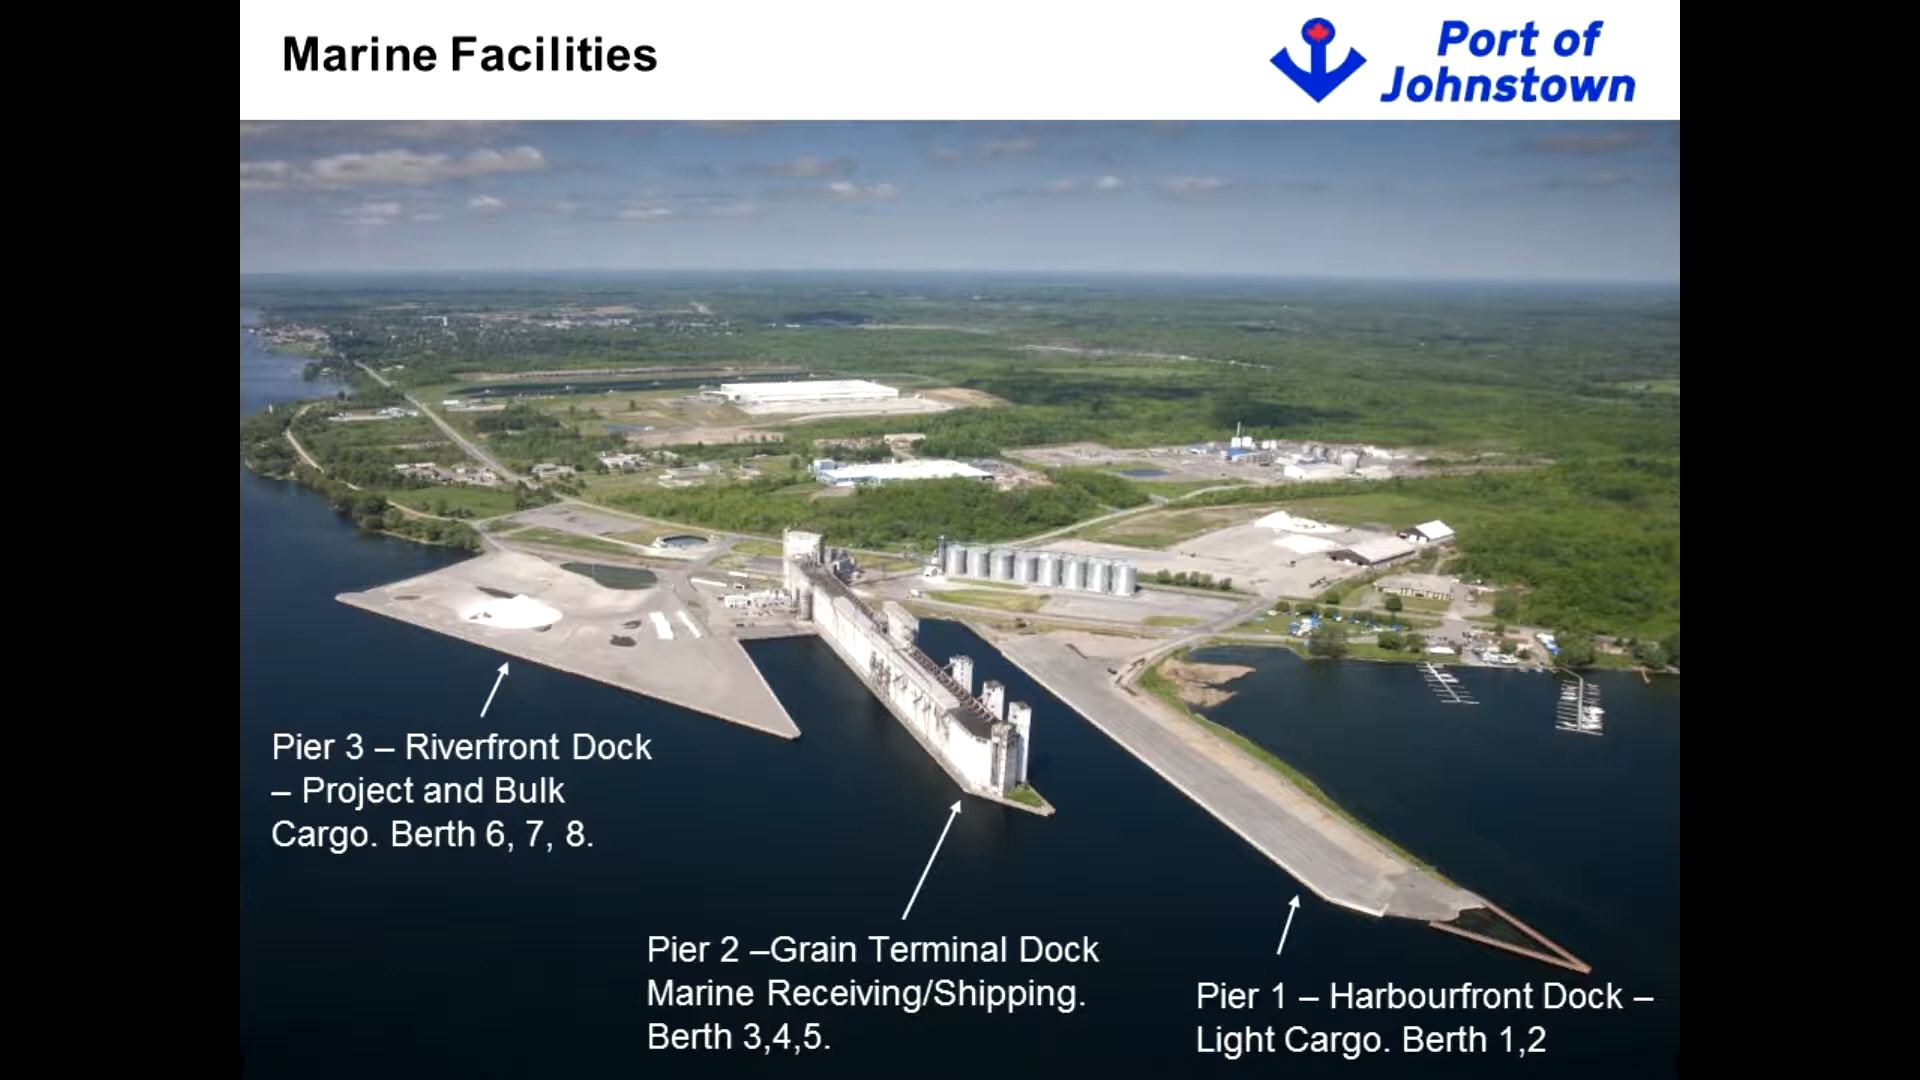 Marine Facilities
Port of
Johnstown
Pier 3 – Riverfront Dock
– Project and Bulk
Cargo. Berth 6, 7, 8.
Pier 2 –Grain Terminal Dock
Marine Receiving/Shipping.
Berth 3,4,5.
Pier 1 – Harbourfront Dock –
Light Cargo. Berth 1,2